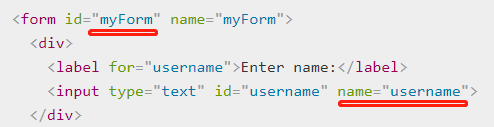 <form id="myForm" name="myForm">
<div>
<label for="username">Enter name:</label>
<input type="text" id="username" name="username">
</div>